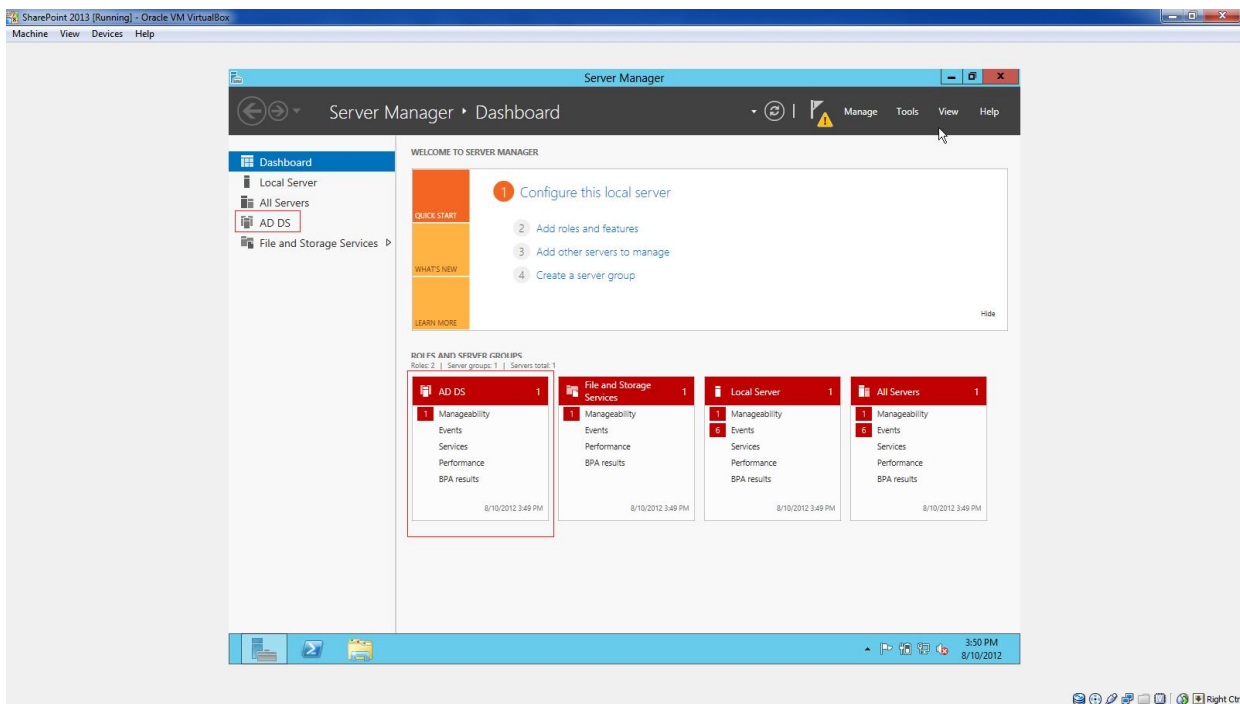 SharePoint 2013 [Running] - Oracle VM VirtualBox
Machine View Devices Help
Server Manager
Server Manager • Dashboard
Manage Tools View Help
Dashboard
Local Server
All Servers
AD DS
File and Storage Services
WELCOME TO SERVER MANAGER
QUICK START
WHAT'S NEW
LEARN MORE
1 Configure this local server
2 Add roles and features
3 Add other servers to manage
4 Create a server group
Hide
ROLES AND SERVER GROUPS
Roles: 2 | Server groups: 1 | Servers total: 1
AD DS 1
1 Manageability
Events
Services
Performance
BPA results
8/10/2012 3:49 PM
File and Storage
Services 1
1 Manageability
Events
Performance
BPA results
8/10/2012 3:49 PM
Local Server 1
1 Manageability
6 Events
Services
Performance
BPA results
8/10/2012 3:49 PM
All Servers 1
1 Manageability
6 Events
Services
Performance
BPA results
8/10/2012 3:49 PM
3:50 PM
8/10/2012
Right Ctr